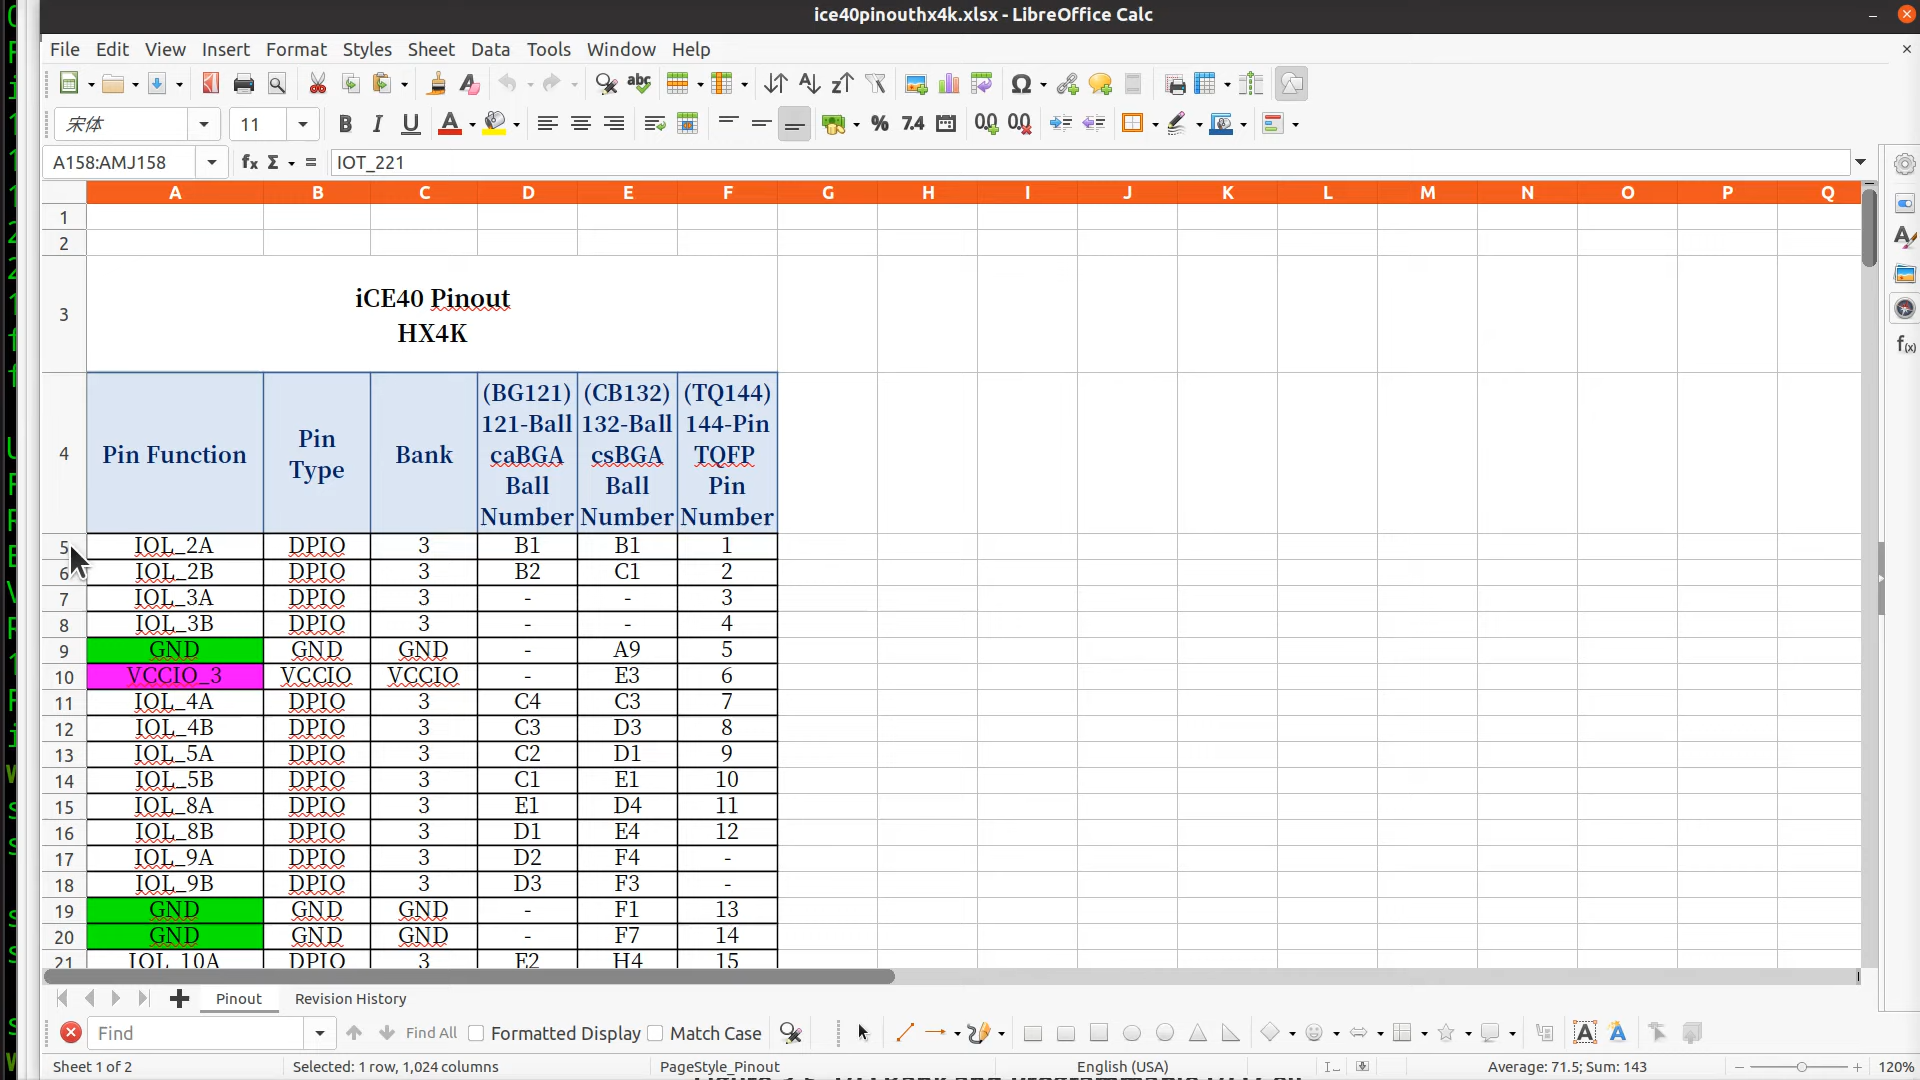 ice40pinouthx4k.xlsx - LibreOffice Calc
File Edit View Insert Format Styles Sheet Data Tools Window Help
宋体 11
A158:AMJ158 IOT_221
A B C D E F G H I J K L M N O P Q
1
2
3 iCE40 Pinout
HX4K
4 Pin Function Pin Type Bank (BG121) 121-Ball caBGA Ball Number (CB132) 132-Ball csBGA Ball Number (TQ144) 144-Pin TQFP Pin Number
5 IOL_2A DPIO 3 B1 B1 1
6 IOL_2B DPIO 3 B2 C1 2
7 IOL_3A DPIO 3 - - 3
8 IOL_3B DPIO 3 - - 4
9 GND GND GND - A9 5
10 VCCIO_3 VCCIO VCCIO - E3 6
11 IOL_4A DPIO 3 C4 C3 7
12 IOL_4B DPIO 3 C3 D3 8
13 IOL_5A DPIO 3 C2 D1 9
14 IOL_5B DPIO 3 C1 E1 10
15 IOL_8A DPIO 3 E1 D4 11
16 IOL_8B DPIO 3 D1 E4 12
17 IOL_9A DPIO 3 D2 F4 -
18 IOL_9B DPIO 3 D3 F3 -
19 GND GND GND - F1 13
20 GND GND GND - F7 14
21 IOL_10A DPIO 3 E2 H4 15
Pinout Revision History
Find Find All Formatted Display Match Case
Sheet 1 of 2 Selected: 1 row, 1,024 columns PageStyle_Pinout English (USA) Average: 71.5; Sum: 143 120%